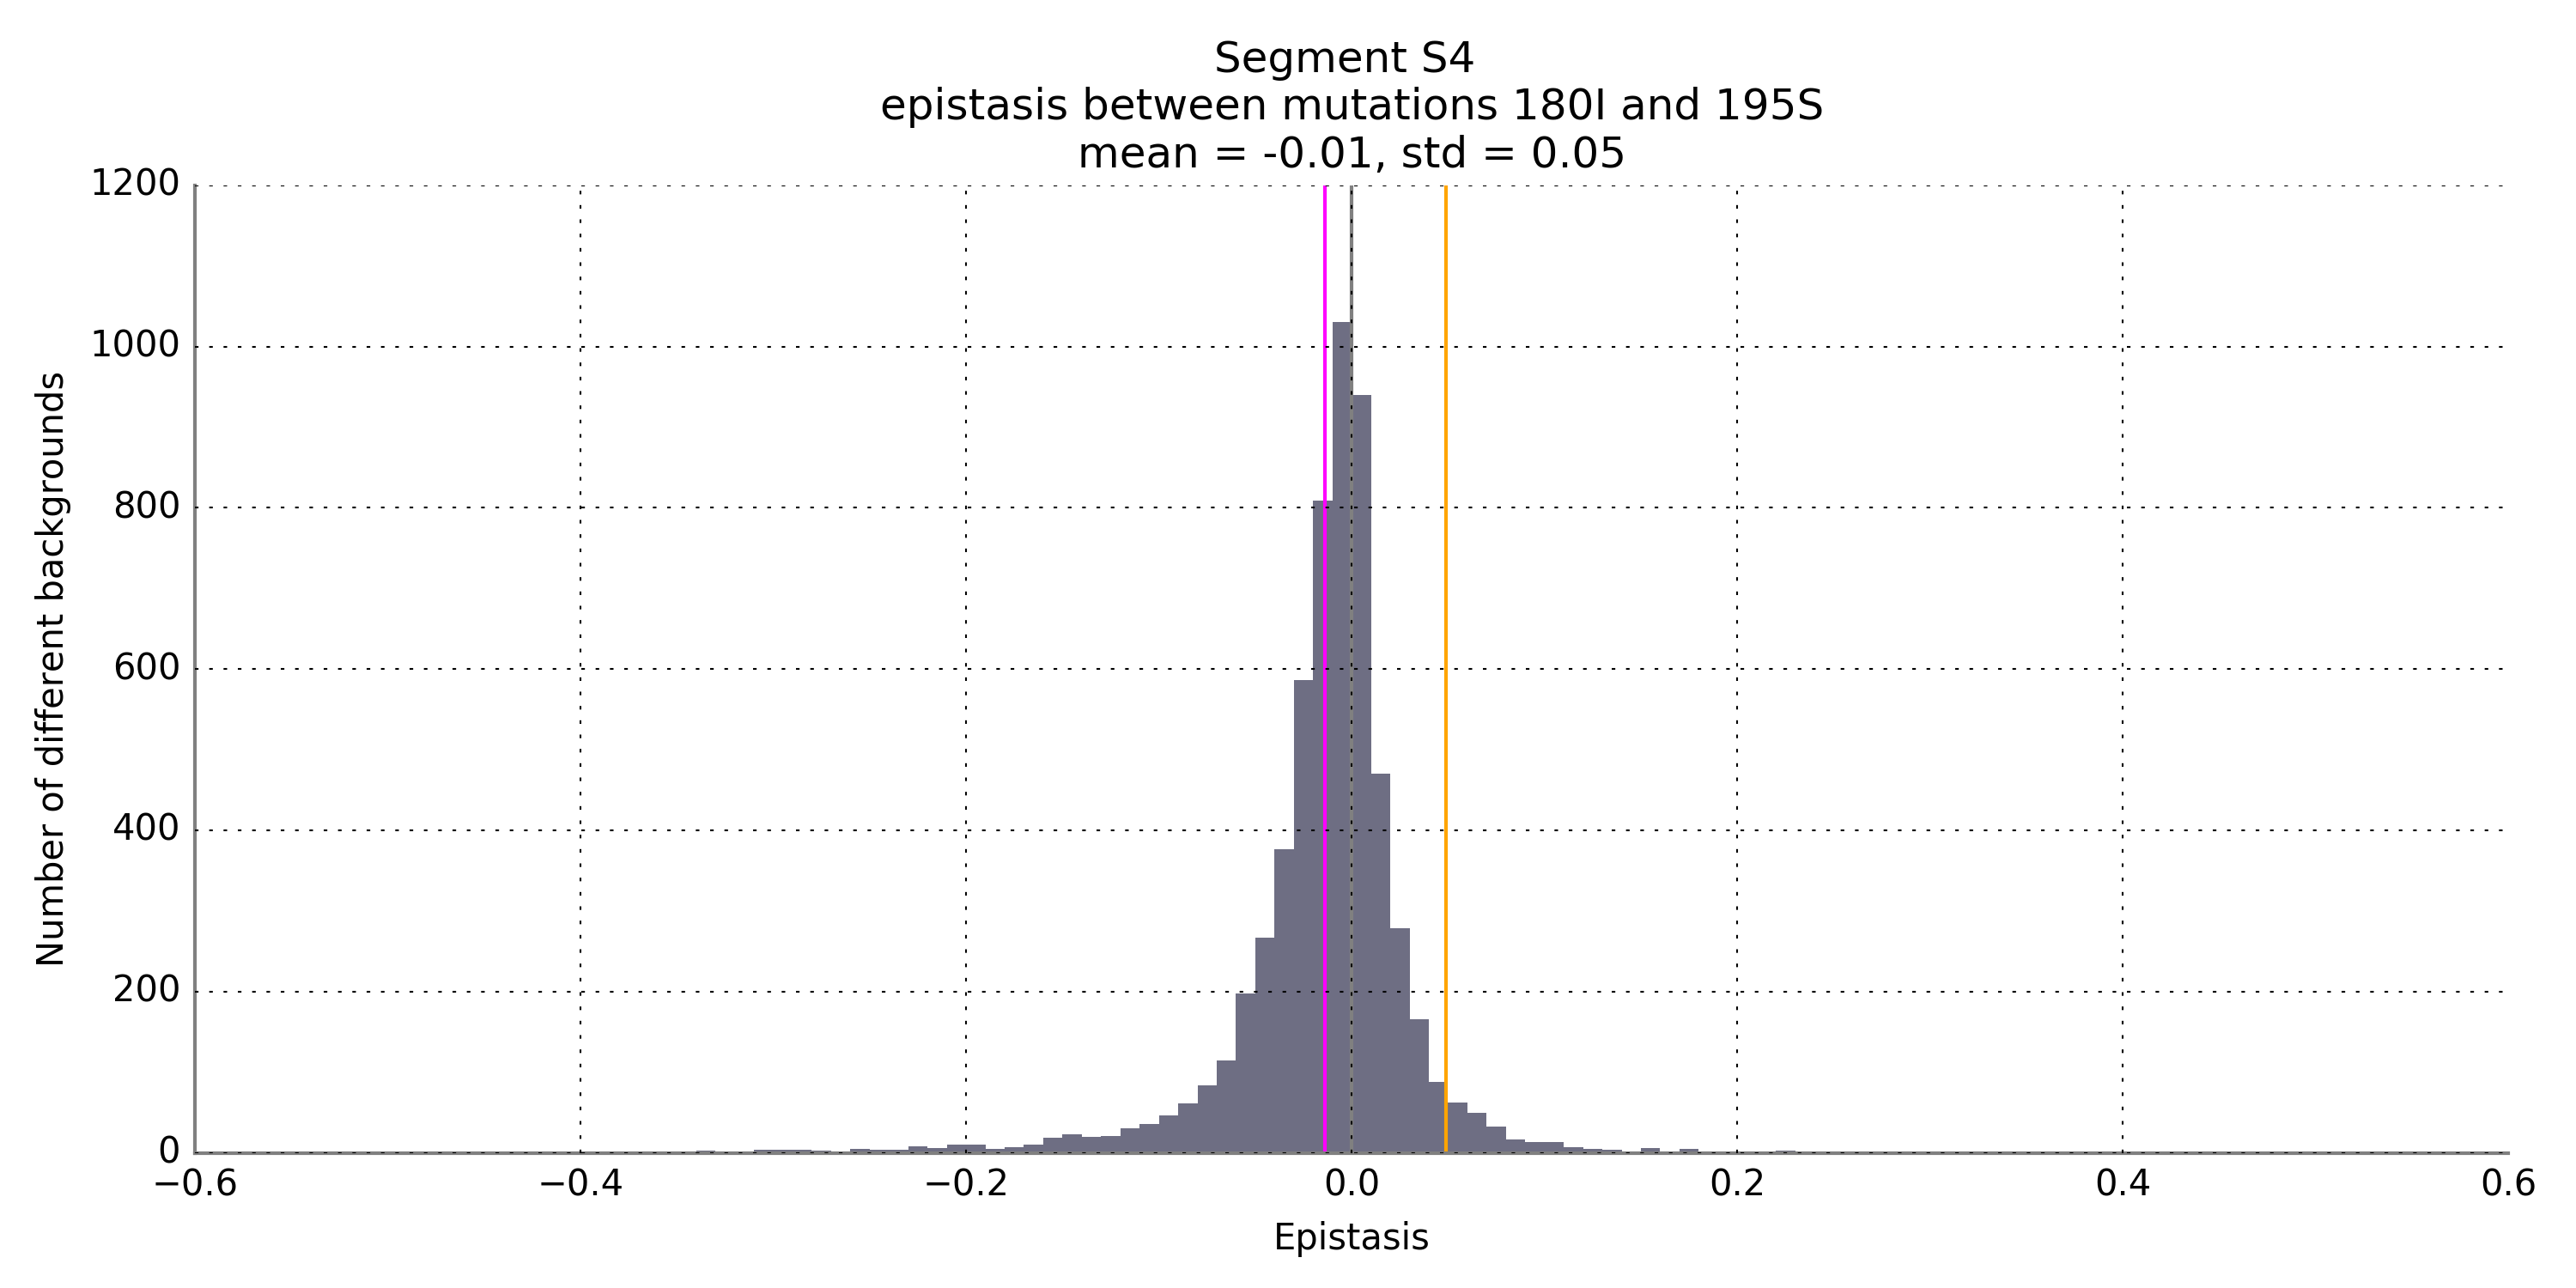 Segment S4
epistasis between mutations 180I and 195S
mean = -0.01, std = 0.05
1200
1000
800
600
400
200
0
Number of different backgrounds
−0.6
−0.4
−0.2
0.0
0.2
0.4
0.6
Epistasis